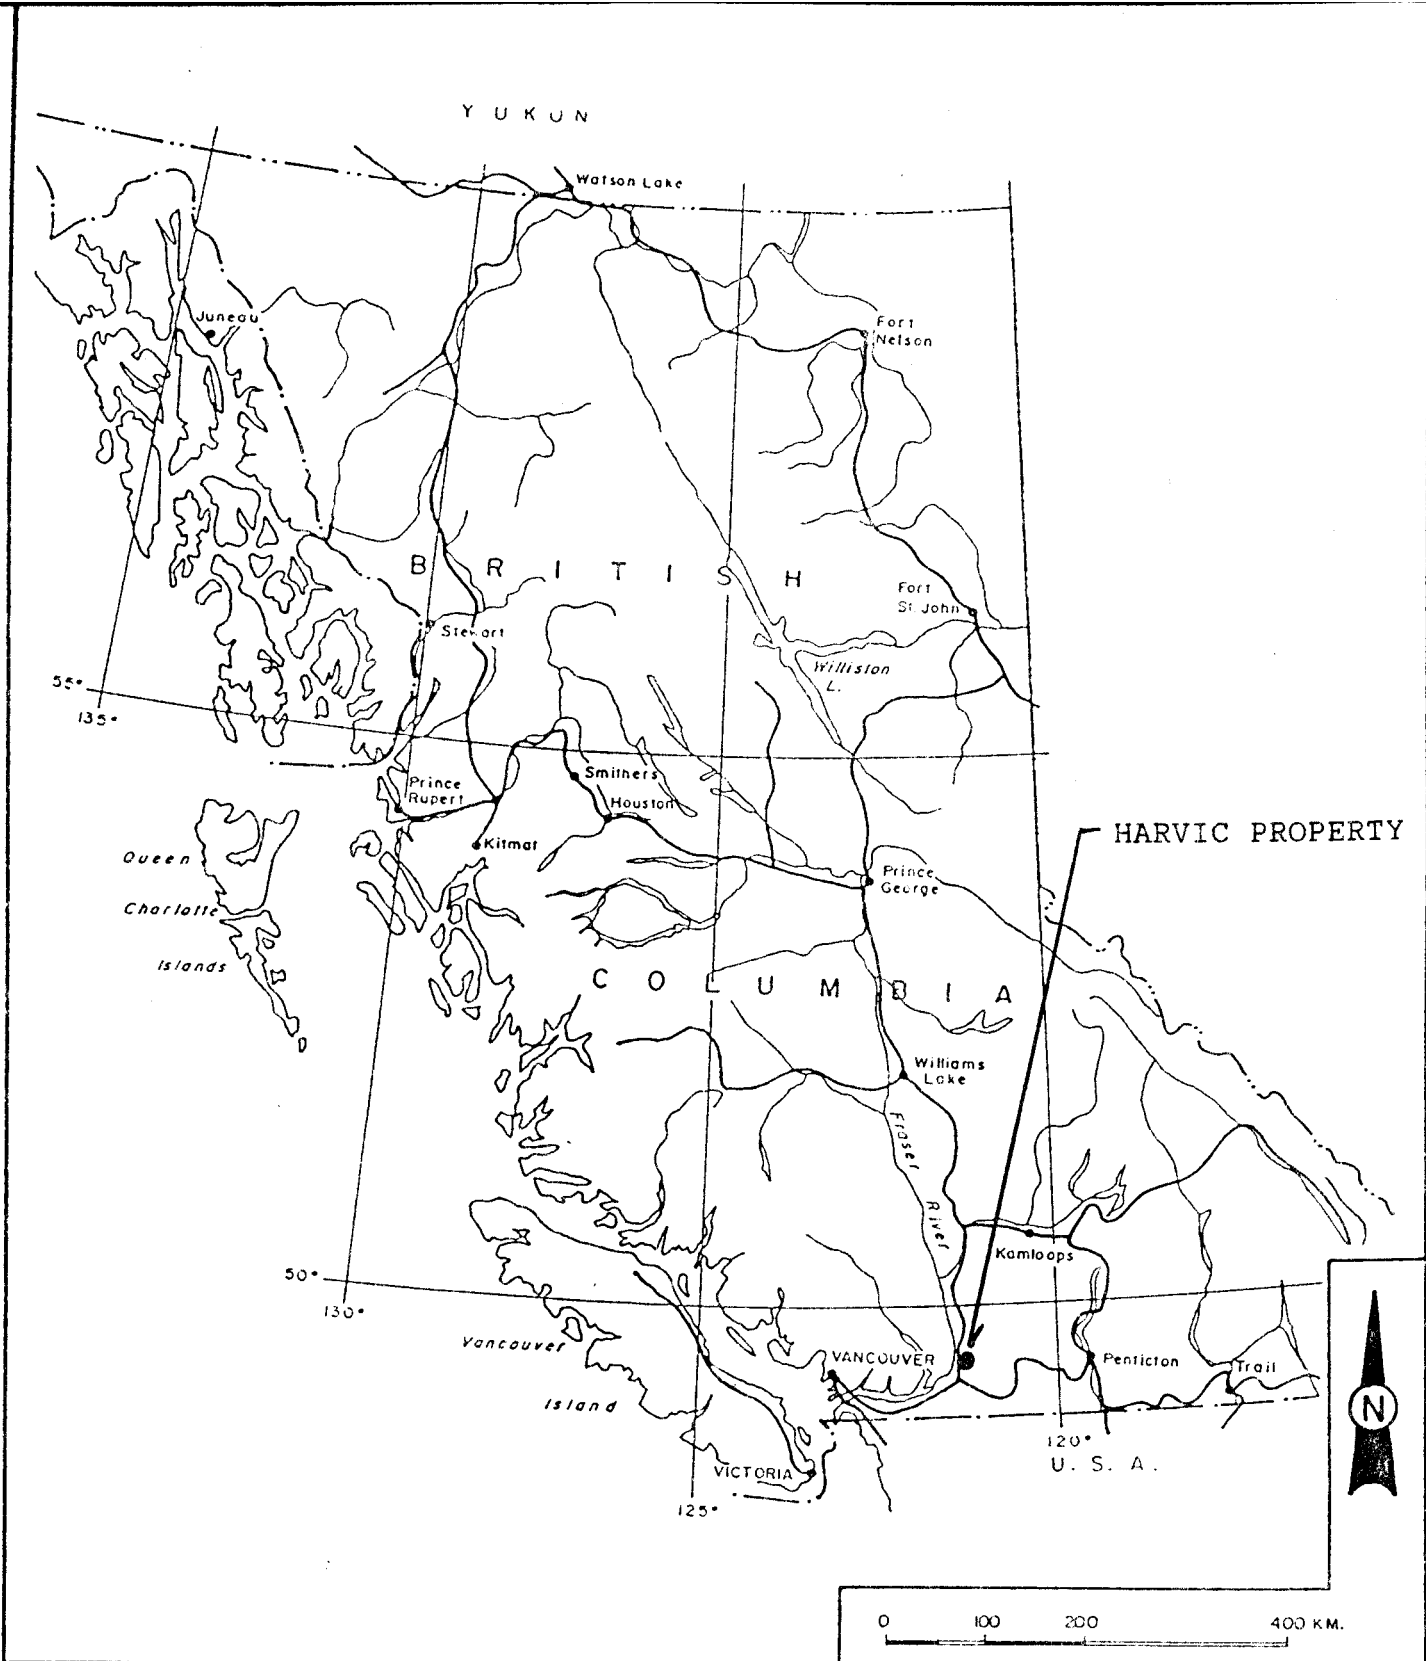 YUKON
Watson Lake
Juneau
Fort
Nelson
BRITISH
Fort
St. John
Stewart
Williston
L.
55°
135°
Smithers
Prince
Rupert
Houston
Kitmat
HARVIC PROPERTY
Queen
Charlotte
Islands
Prince
George
COLUMBIA
Williams
Lake
Fraser River
Kamloops
50°
130°
Vancouver
Island
VANCOUVER
Penticton
Trail
N
120°
U. S. A.
VICTORIA
125°
0 100 200 400 KM.